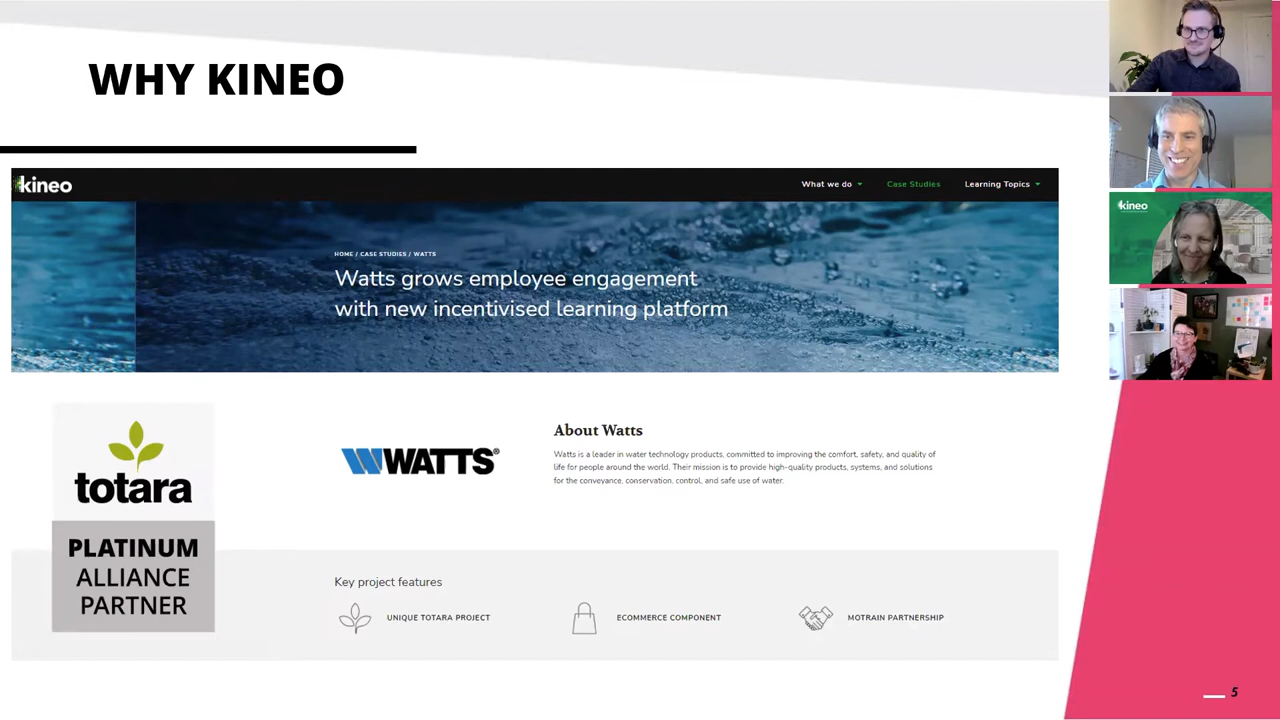 WHY KINEO
kineo
What we do
Case Studies
Learning Topics
HOME / CASE STUDIES / WATTS
Watts grows employee engagement
with new incentivised learning platform
totara
PLATINUM
ALLIANCE
PARTNER
WATTS®
About Watts
Watts is a leader in water technology products, committed to improving the comfort, safety, and quality of
life for people around the world. Their mission is to provide high-quality products, systems, and solutions
for the conveyance, conservation, control, and safe use of water.
Key project features
UNIQUE TOTARA PROJECT
ECOMMERCE COMPONENT
MOTRAIN PARTNERSHIP
kineo
5